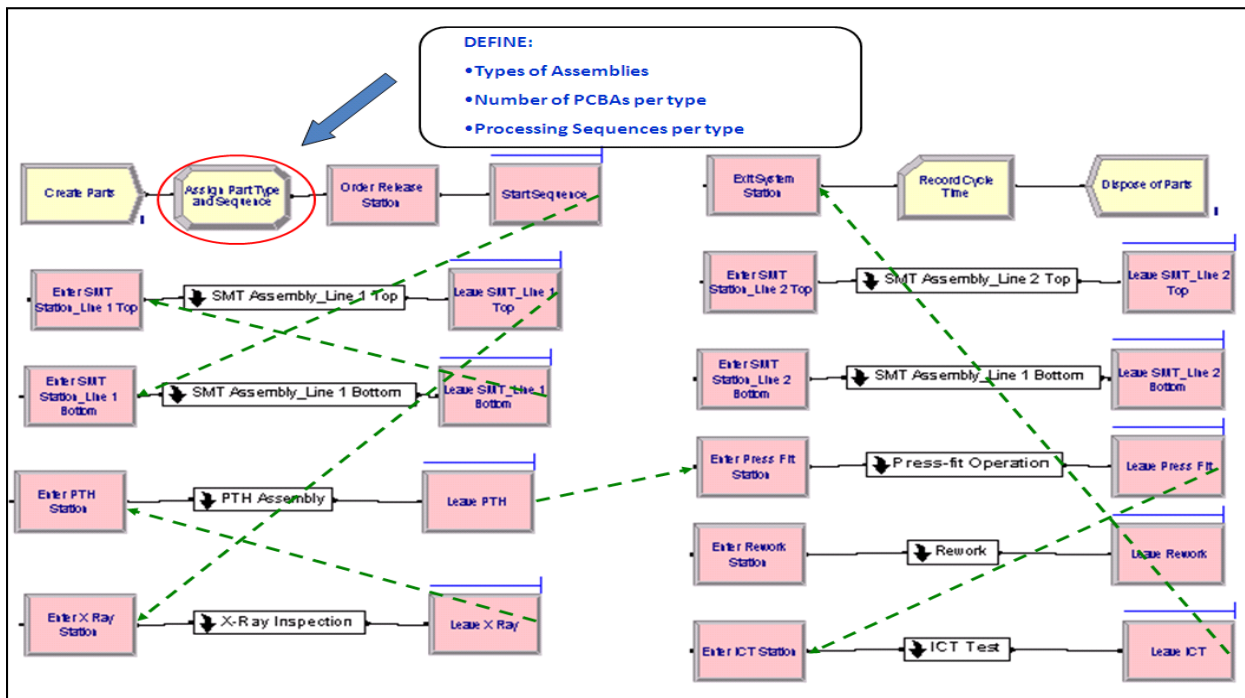 DEFINE:
•Types of Assemblies
•Number of PCBAs per type
•Processing Sequences per type
Create Parts
Assign Part Type
and Sequence
Order Release
Station
Start Sequence
Exit System
Station
Record Cycle
Time
Dispose of Parts
Enter SMT
Station_Line 1 Top
SMT Assembly_Line 1 Top
Leave SMT_Line 1
Top
Enter SMT
Station_Line 2 Top
SMT Assembly_Line 2 Top
Leave SMT_Line 2
Top
Enter SMT
Station_Line 1
Bottom
SMT Assembly_Line 1 Bottom
Leave SMT_Line 1
Bottom
Enter SMT
Station_Line 2
Bottom
SMT Assembly_Line 1 Bottom
Leave SMT_Line 2
Bottom
Enter PTH
Station
PTH Assembly
Leave PTH
Enter Press Fit
Station
Press-fit Operation
Leave Press Fit
Enter Rework
Station
Rework
Leave Rework
Enter X Ray
Station
X-Ray Inspection
Leave X Ray
Enter ICT Station
ICT Test
Leave ICT